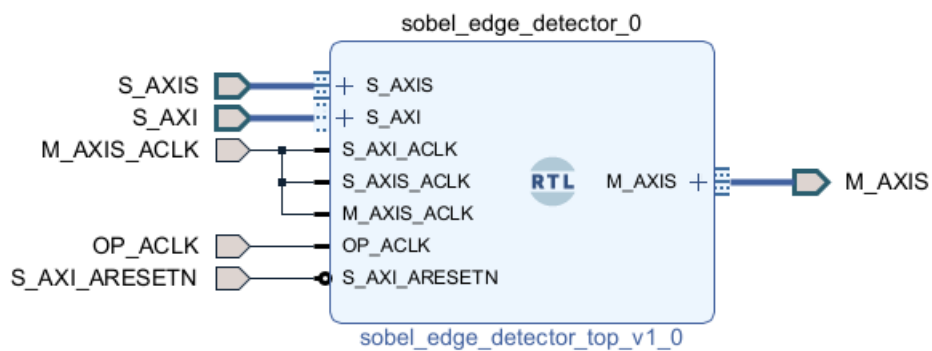 sobel_edge_detector_0
S_AXIS
S_AXI
M_AXIS_ACLK
OP_ACLK
S_AXI_ARESETN
S_AXIS
S_AXI
S_AXI_ACLK
S_AXIS_ACLK
M_AXIS_ACLK
OP_ACLK
S_AXI_ARESETN
RTL
M_AXIS
M_AXIS
sobel_edge_detector_top_v1_0